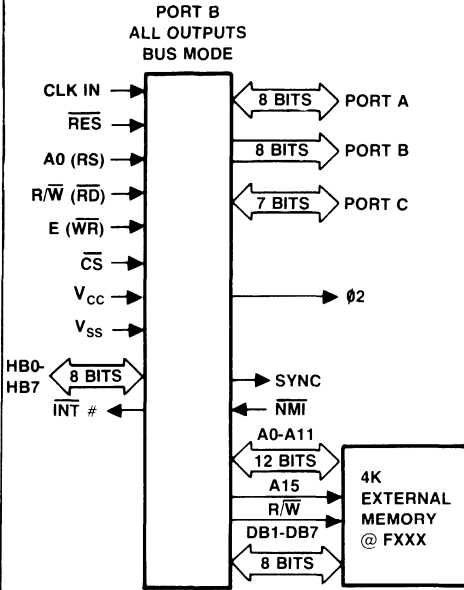 PORT B
ALL OUTPUTS
BUS MODE
CLK IN
RES
A0 (RS)
R/W (RD)
E (WR)
CS
VCC
VSS
HB0-
HB7
8 BITS
INT #
8 BITS
PORT A
8 BITS
PORT B
7 BITS
PORT C
Ø2
SYNC
NMI
A0-A11
12 BITS
A15
R/W
DB1-DB7
8 BITS
4K
EXTERNAL
MEMORY
@ FXXX